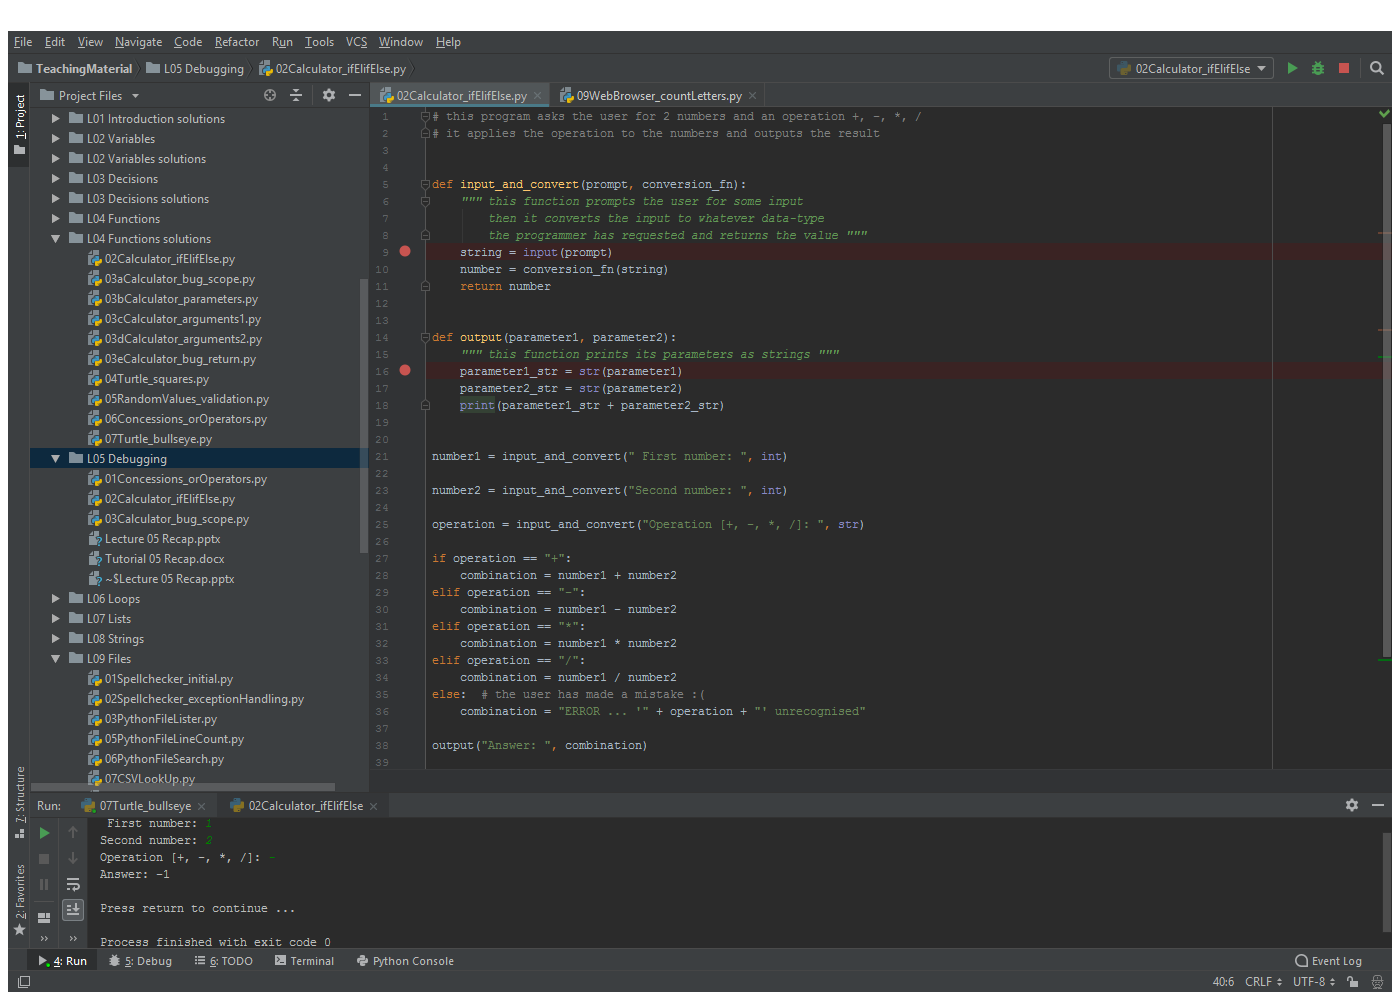 File Edit View Navigate Code Refactor Run Tools VCS Window Help
TeachingMaterial L05 Debugging 02Calculator_ifElifElse.py 02Calculator_ifElifElse
1: Project
Project Files
L01 Introduction solutions
L02 Variables
L02 Variables solutions
L03 Decisions
L03 Decisions solutions
L04 Functions
L04 Functions solutions
02Calculator_ifElifElse.py
03aCalculator_bug_scope.py
03bCalculator_parameters.py
03cCalculator_arguments1.py
03dCalculator_arguments2.py
03eCalculator_bug_return.py
04Turtle_squares.py
05RandomValues_validation.py
06Concessions_orOperators.py
07Turtle_bullseye.py
L05 Debugging
01Concessions_orOperators.py
02Calculator_ifElifElse.py
03Calculator_bug_scope.py
Lecture 05 Recap.pptx
Tutorial 05 Recap.docx
~$Lecture 05 Recap.pptx
L06 Loops
L07 Lists
L08 Strings
L09 Files
01Spellchecker_initial.py
02Spellchecker_exceptionHandling.py
03PythonFileLister.py
05PythonFileLineCount.py
06PythonFileSearch.py
07CSVLookUp.py
02Calculator_ifElifElse.py 09WebBrowser_countLetters.py
1 # this program asks the user for 2 numbers and an operation +, -, *, /
2 # it applies the operation to the numbers and outputs the result
3
4
5 def input_and_convert(prompt, conversion_fn):
6 """ this function prompts the user for some input
7 then it converts the input to whatever data-type
8 the programmer has requested and returns the value """
9 string = input(prompt)
10 number = conversion_fn(string)
11 return number
12
13
14 def output(parameter1, parameter2):
15 """ this function prints its parameters as strings """
16 parameter1_str = str(parameter1)
17 parameter2_str = str(parameter2)
18 print(parameter1_str + parameter2_str)
19
20
21 number1 = input_and_convert(" First number: ", int)
22
23 number2 = input_and_convert("Second number: ", int)
24
25 operation = input_and_convert("Operation [+, -, *, /]: ", str)
26
27 if operation == "+":
28 combination = number1 + number2
29 elif operation == "-":
30 combination = number1 - number2
31 elif operation == "*":
32 combination = number1 * number2
33 elif operation == "/":
34 combination = number1 / number2
35 else: # the user has made a mistake :(
36 combination = "ERROR ... '" + operation + "' unrecognised"
37
38 output("Answer: ", combination)
39
7: Structure
2: Favorites
Run: 07Turtle_bullseye 02Calculator_ifElifElse
First number: 1
Second number: 2
Operation [+, -, *, /]: -
Answer: -1
Press return to continue ...
Process finished with exit code 0
4: Run 5: Debug 6: TODO Terminal Python Console Event Log
40:6 CRLF UTF-8